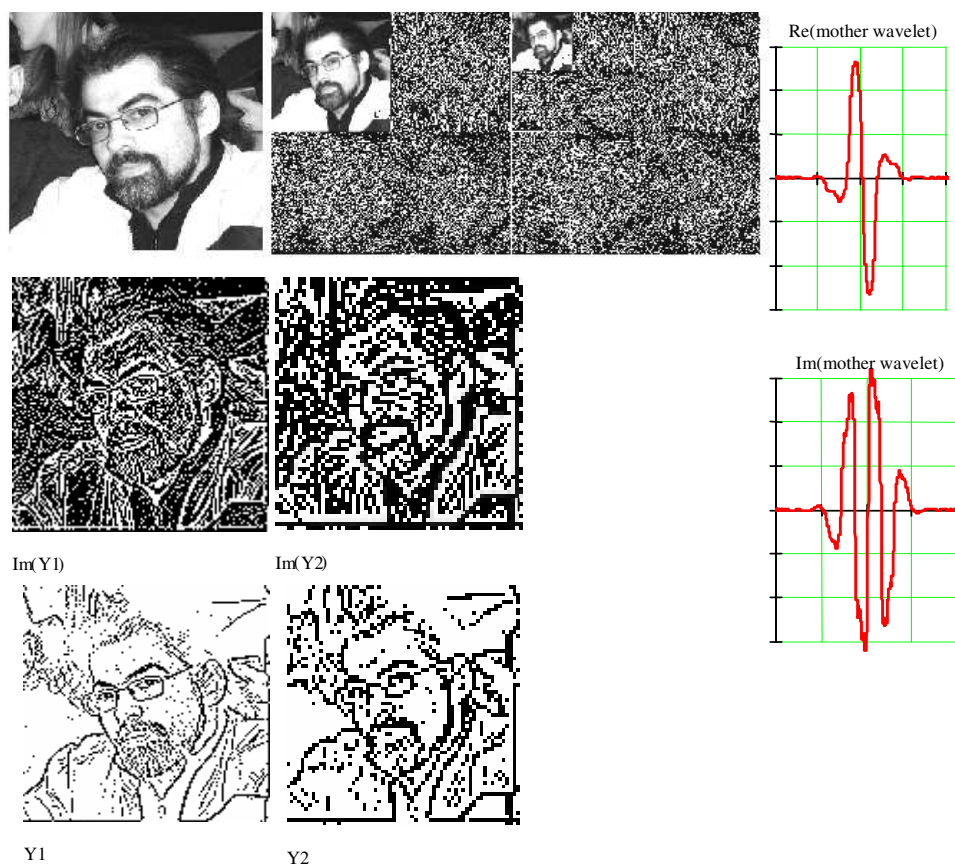 Re(mother wavelet)
Im(mother wavelet)
Im(Y1)
Im(Y2)
Y1
Y2